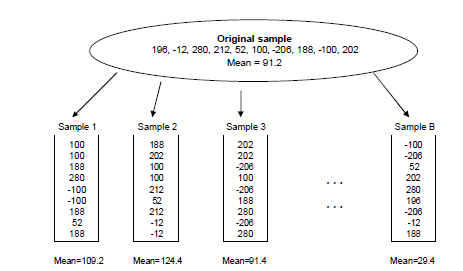 Original sample
196, -12, 280, 212, 52, 100, -206, 188, -100, 202
Mean = 91.2
Sample 1 Sample 2 Sample 3 Sample B
100 188 202 -100
100 202 202 -206
188 100 -206 52
280 100 100 202
-100 212 -206 280
-100 52 188 196
188 212 280 -206
52 -12 -206 -12
188 -12 280 188
...
...
Mean=109.2 Mean=124.4 Mean=91.4 Mean=29.4